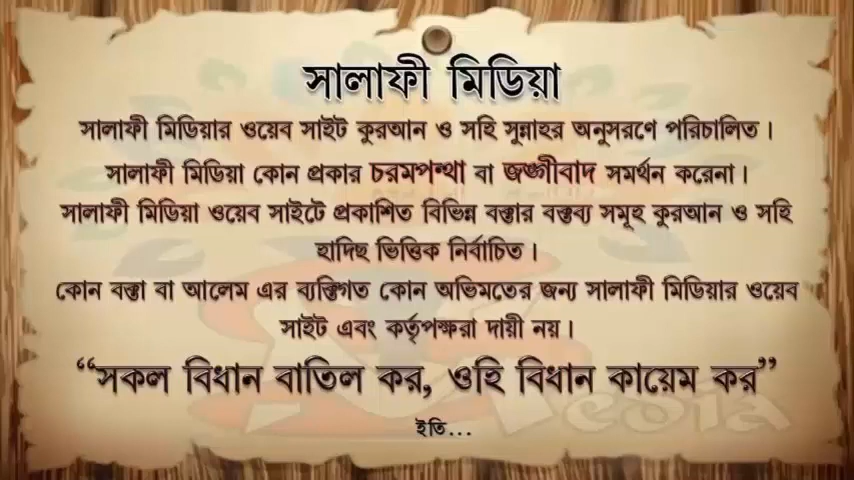 সালাফী মিডিয়া
সালাফী মিডিয়ার ওয়েব সাইট কুরআন ও সহি সুন্নাহর অনুসরণে পরিচালিত।
সালাফী মিডিয়া কোন প্রকার চরমপন্থা বা জঙ্গীবাদ সমর্থন করেনা।
সালাফী মিডিয়া ওয়েব সাইটে প্রকাশিত বিভিন্ন বক্তার বক্তব্য সমূহ কুরআন ও সহি
হাদিছ ভিত্তিক নির্বাচিত।
কোন বক্তা বা আলেম এর ব্যক্তিগত কোন অভিমতের জন্য সালাফী মিডিয়ার ওয়েব
সাইট এবং কর্তৃপক্ষরা দায়ী নয়।
“সকল বিধান বাতিল কর, ওহি বিধান কায়েম কর”
ইতি...